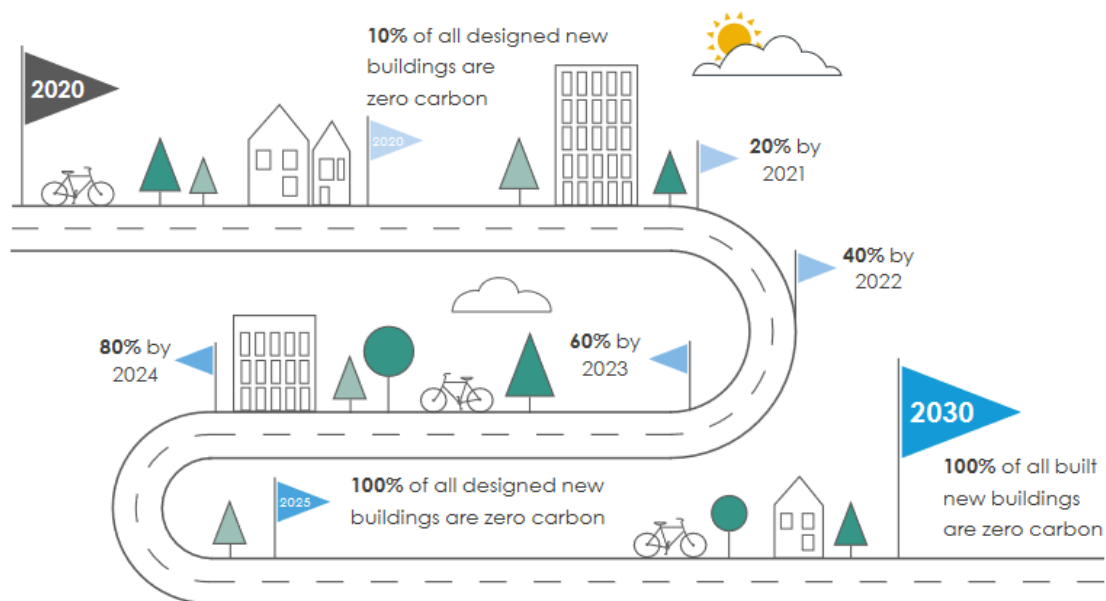 2020
10% of all designed new
buildings are
zero carbon
2020
20% by
2021
40% by
2022
60% by
2023
80% by
2024
2025
100% of all designed new
buildings are zero carbon
2030
100% of all built
new buildings
are zero carbon